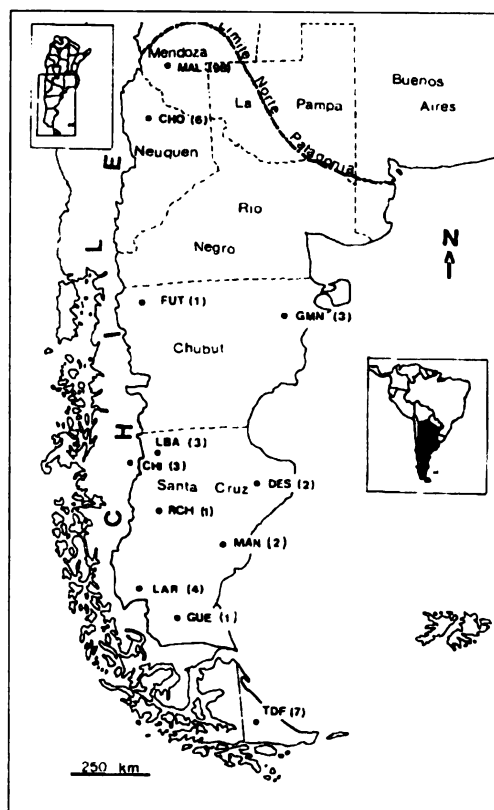 Limite Norte Patagonia
Mendoza
MAL (98)
Buenos
Aires
La Pampa
CHO (6)
Neuquen
Rio
Negro
N
FUT (1)
GMN (3)
Chubut
CHILE
LBA (3)
CHI (3)
Santa Cruz
DES (2)
RCH (1)
MAN (2)
LAR (4)
GUE (1)
TDF (7)
250 km